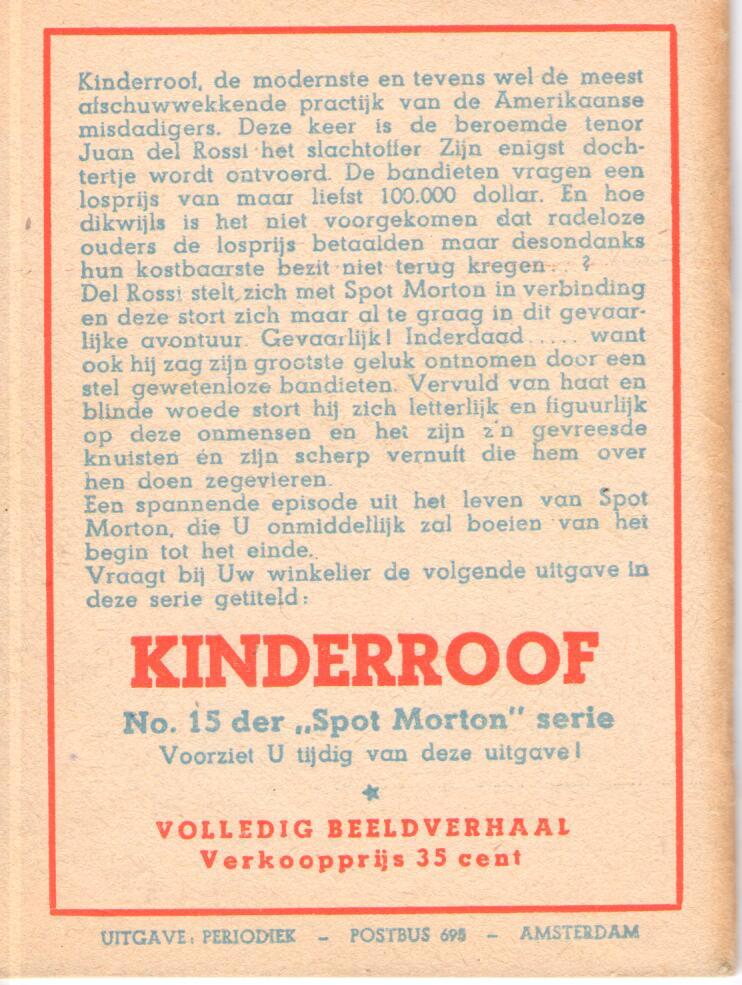 Kinderroof, de modernste en tevens wel de meest
afschuwwekkende practijk van de Amerikaanse
misdadigers. Deze keer is de beroemde tenor
Juan del Rossi het slachtoffer Zijn enigst doch-
tertje wordt ontvoerd. De bandieten vragen een
losprijs van maar liefst 100.000 dollar. En hoe
dikwijls is het niet voorgekomen dat radeloze
ouders de losprijs betaalden maar desondanks
hun kostbaarste bezit niet terug kregen... ?
Del Rossi stelt zich met Spot Morton in verbinding
en deze stort zich maar al te graag in dit gevaar-
lijke avontuur. Gevaarlijk! Inderdaad ..... want
ook hij zag zijn grootste geluk ontnomen door een
stel gewetenloze bandieten. Vervuld van haat en
blinde woede stort hij zich letterlijk en figuurlijk
op deze onmensen en het zijn z'n gevreesde
knuisten én zijn scherp vernuft die hem over
hen doen zegevieren.
Een spannende episode uit het leven van Spot
Morton, die U onmiddellijk zal boeien van het
begin tot het einde.
Vraagt bij Uw winkelier de volgende uitgave in
deze serie getiteld:
KINDERROOF
No. 15 der „Spot Morton" serie
Voorziet U tijdig van deze uitgave!
VOLLEDIG BEELDVERHAAL
Verkoopprijs 35 cent
UITGAVE: PERIODIEK – POSTBUS 695 – AMSTERDAM